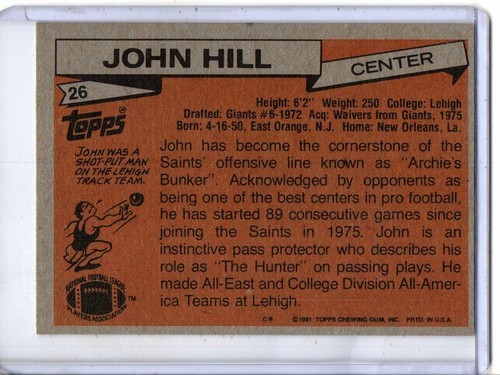 JOHN HILL
CENTER
26
Topps
Height: 6'2" Weight: 250 College: Lehigh
Drafted: Giants #6-1972 Acq: Waivers from Giants, 1975
Born: 4-16-50, East Orange, N.J. Home: New Orleans, La.
JOHN WAS A
SHOT-PUT MAN
ON THE LEHIGH
TRACK TEAM.
John has become the cornerstone of the
Saints' offensive line known as "Archie's
Bunker". Acknowledged by opponents as
being one of the best centers in pro football,
he has started 89 consecutive games since
joining the Saints in 1975. John is an
instinctive pass protector who describes his
role as "The Hunter" on passing plays. He
made All-East and College Division All-Amer-
ica Teams at Lehigh.
NATIONAL FOOTBALL LEAGUE
PLAYERS ASSOCIATION
TM
©1981 TOPPS CHEWING GUM, INC. PRTD. IN U.S.A.